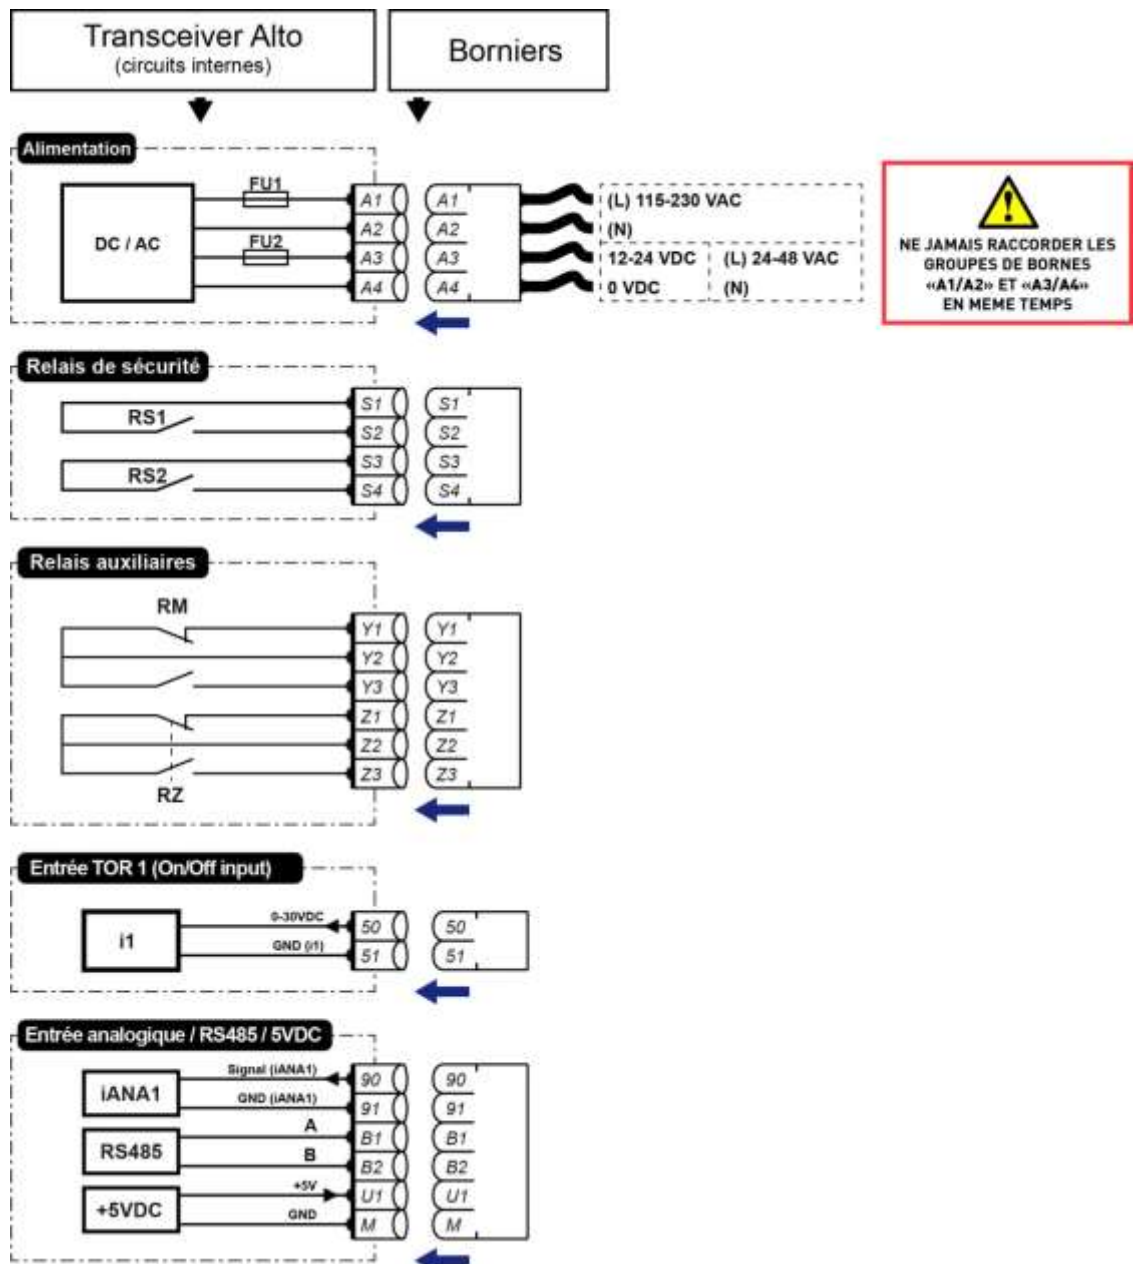 Transceiver Alto
(circuits internes)
Borniers
Alimentation
DC / AC
FU1
FU2
A1
A2
A3
A4
A1
A2
A3
A4
(L) 115-230 VAC
(N)
12-24 VDC
(L) 24-48 VAC
0 VDC
(N)
NE JAMAIS RACCORDER LES
GROUPES DE BORNES
«A1/A2» ET «A3/A4»
EN MEME TEMPS
Relais de sécurité
RS1
RS2
S1
S2
S3
S4
S1
S2
S3
S4
Relais auxiliaires
RM
RZ
Y1
Y2
Y3
Z1
Z2
Z3
Y1
Y2
Y3
Z1
Z2
Z3
Entrée TOR 1 (On/Off input)
i1
0-30VDC
GND (i1)
50
51
50
51
Entrée analogique / RS485 / 5VDC
iANA1
Signal (iANA1)
GND (iANA1)
RS485
A
B
+5VDC
+5V
GND
90
91
B1
B2
U1
M
90
91
B1
B2
U1
M